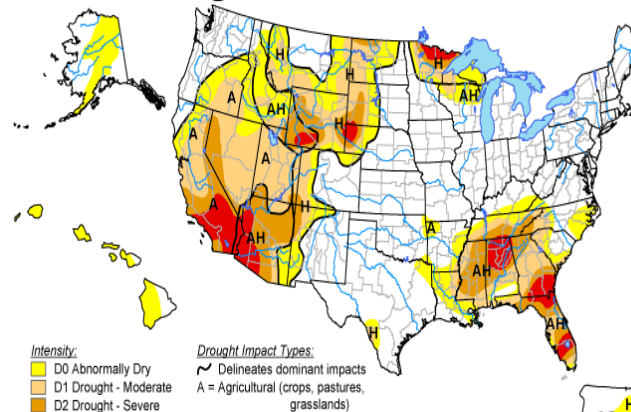 H
H
H
A
AH
AH
H
A
A
H
A
A
AH
AH
AH
H
H
Intensity:
D0 Abnormally Dry
D1 Drought - Moderate
D2 Drought - Severe
Drought Impact Types:
Delineates dominant impacts
A = Agricultural (crops, pastures,
grasslands)